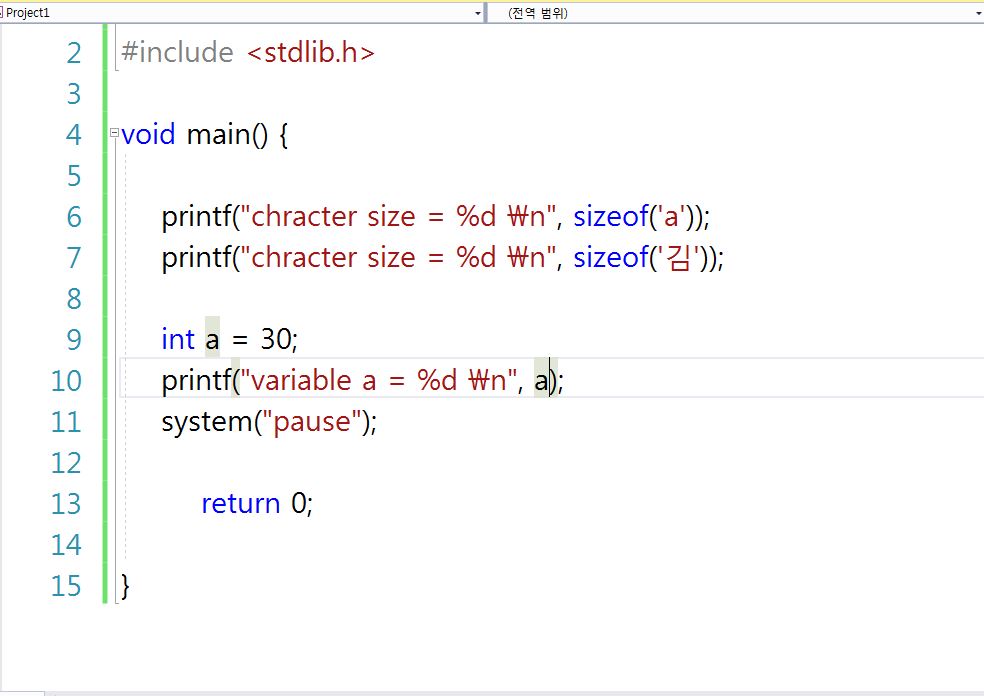 Project1
(전역 범위)
2 #include <stdlib.h>
3
4 void main() {
5
6 printf("chracter size = %d ₩n", sizeof('a'));
7 printf("chracter size = %d ₩n", sizeof('김'));
8
9 int a = 30;
10 printf("variable a = %d ₩n", a);
11 system("pause");
12
13 return 0;
14
15 }